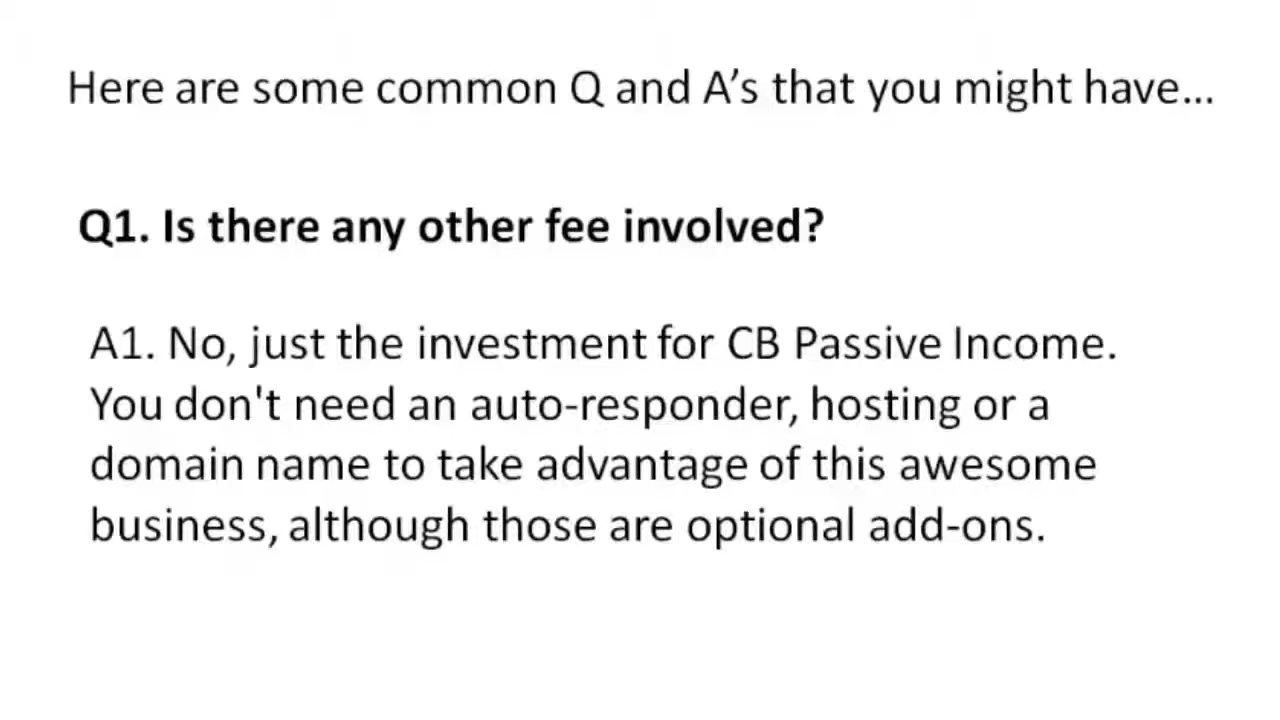 Here are some common Q and A’s that you might have...
Q1. Is there any other fee involved?
A1. No, just the investment for CB Passive Income.
You don't need an auto-responder, hosting or a
domain name to take advantage of this awesome
business, although those are optional add-ons.